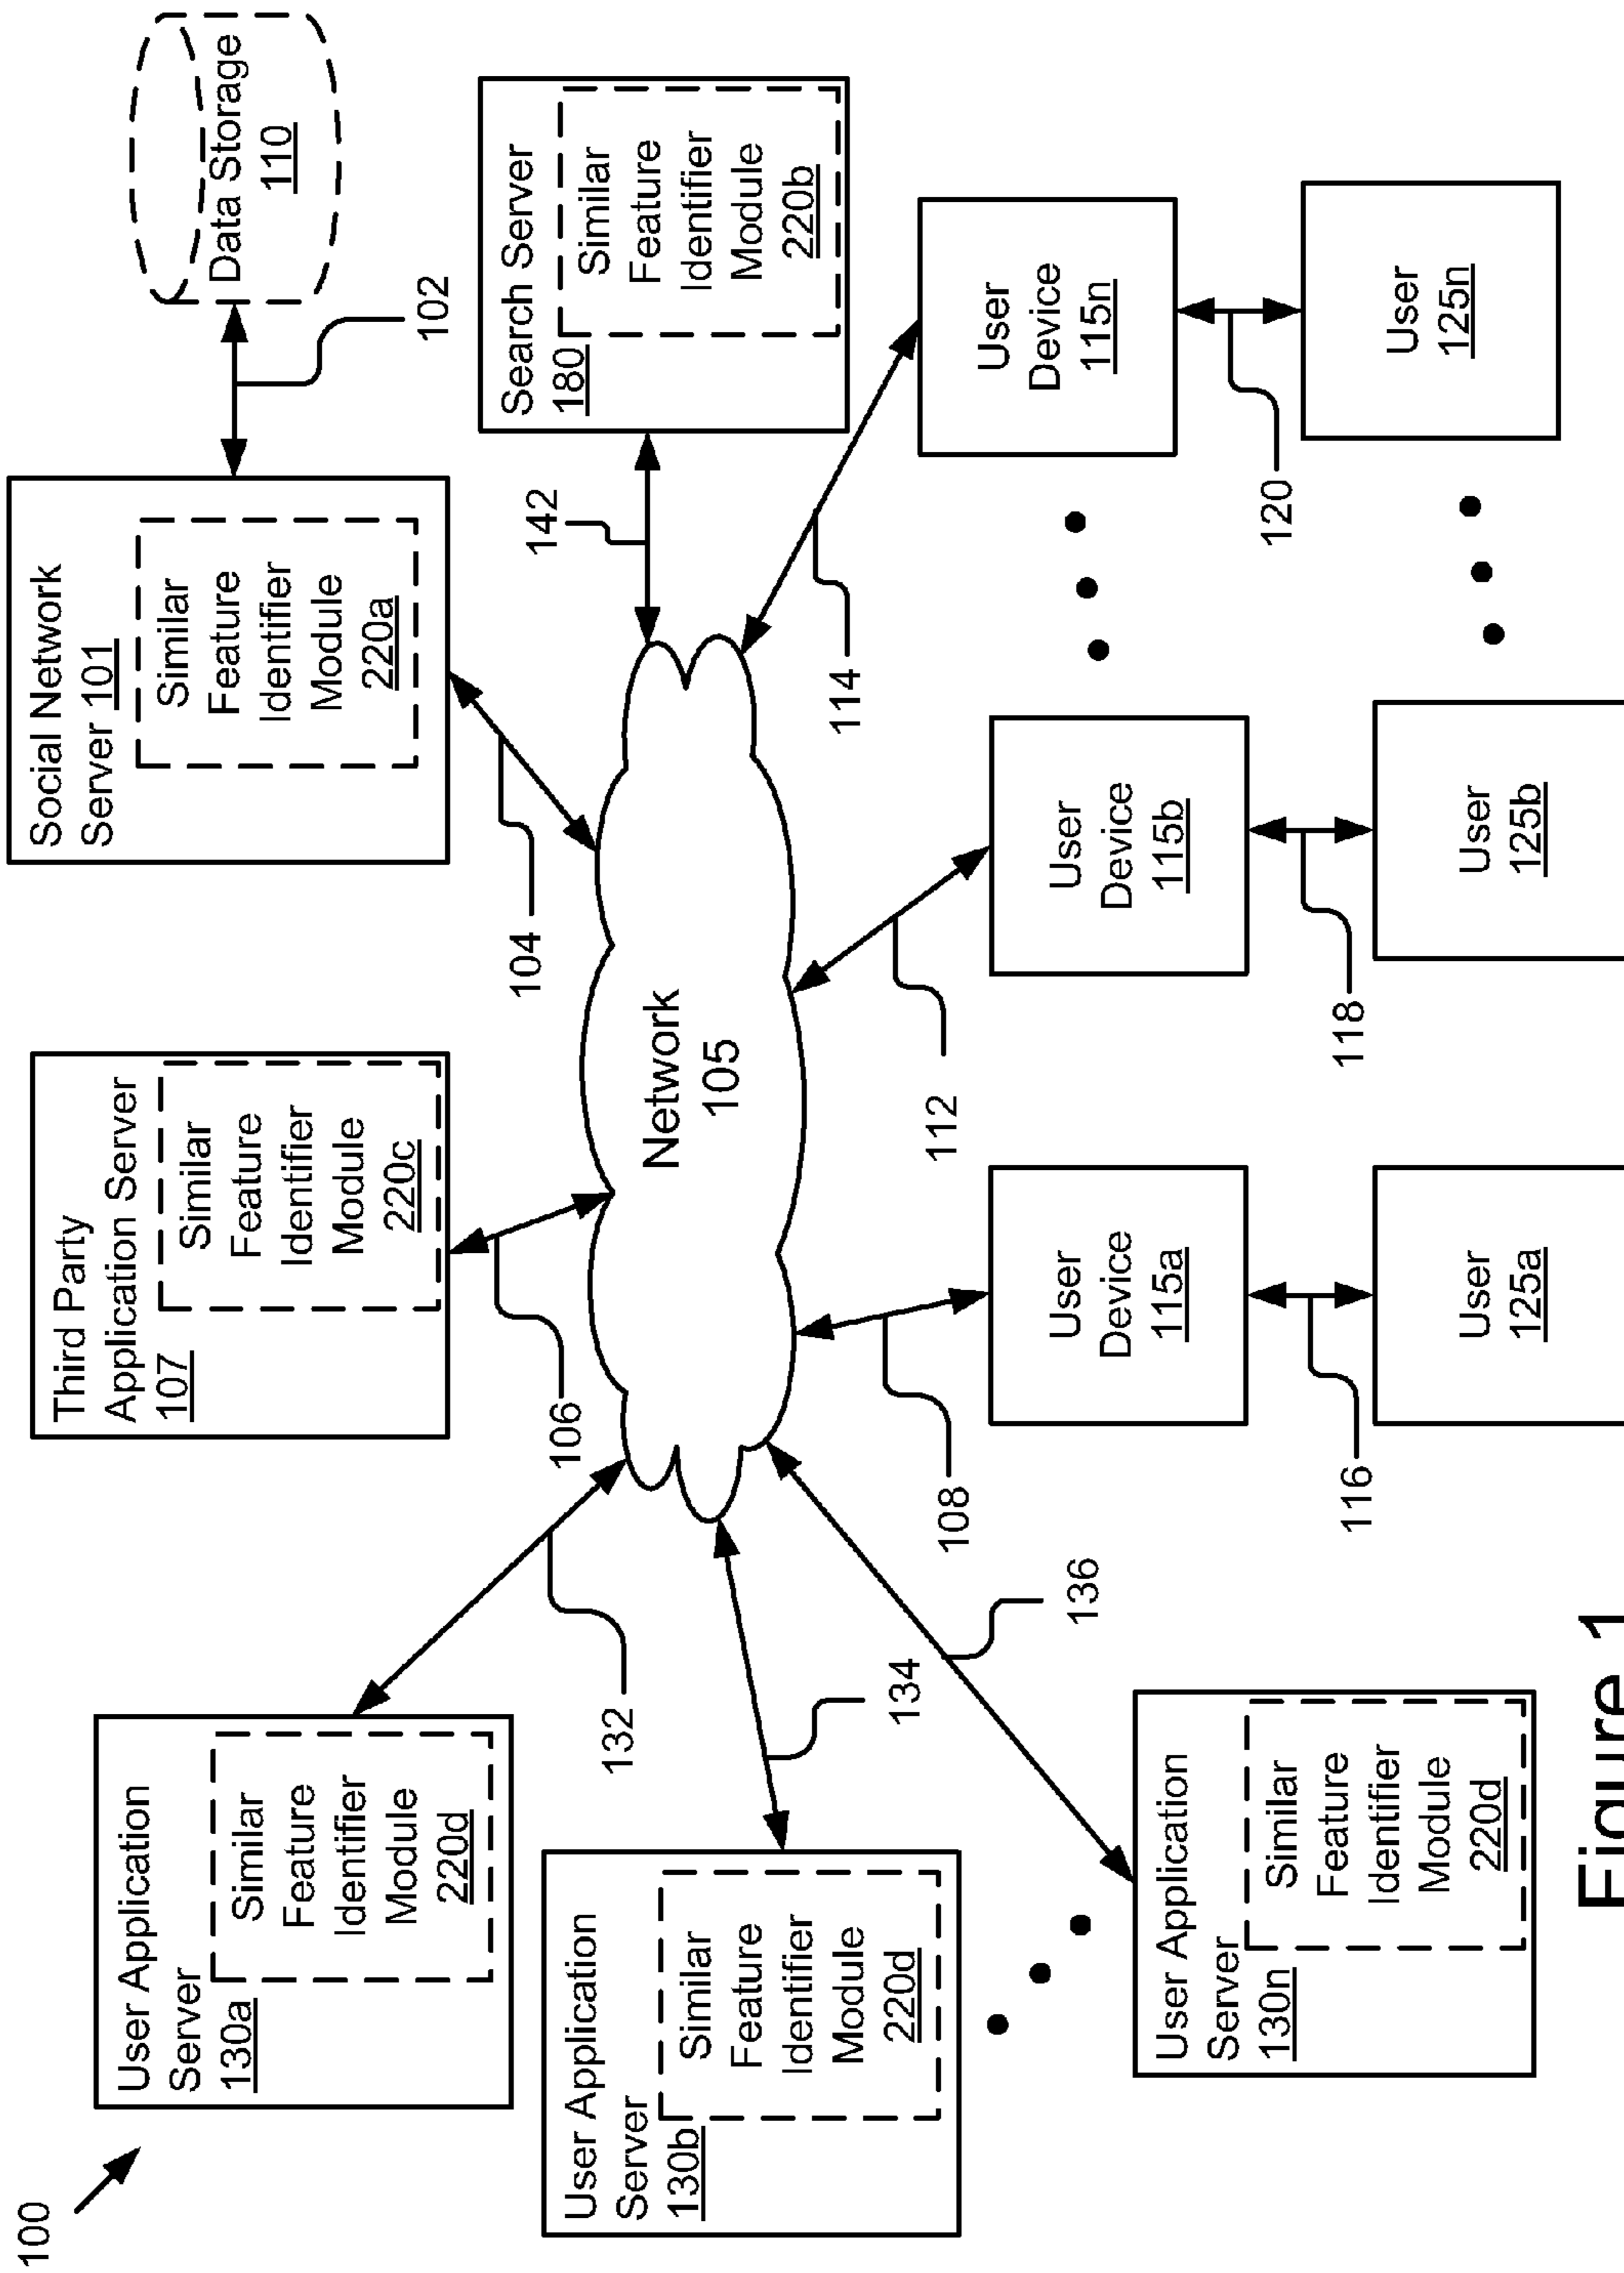 100
User Application
Server
130a
Similar
Feature
Identifier
Module
220d
132
User Application
Server
130b
Similar
Feature
Identifier
Module
220d
134
User Application
Server
130n
Similar
Feature
Identifier
Module
220d
136
Third Party
Application Server
107
Similar
Feature
Identifier
Module
220c
106
Social Network
Server 101
Similar
Feature
Identifier
Module
220a
104
Data Storage
110
102
Search Server
180
Similar
Feature
Identifier
Module
220b
142
Network
105
108
112
114
User
Device
115a
User
Device
115b
User
Device
115n
116
118
120
User
125a
User
125b
User
125n
Figure 1